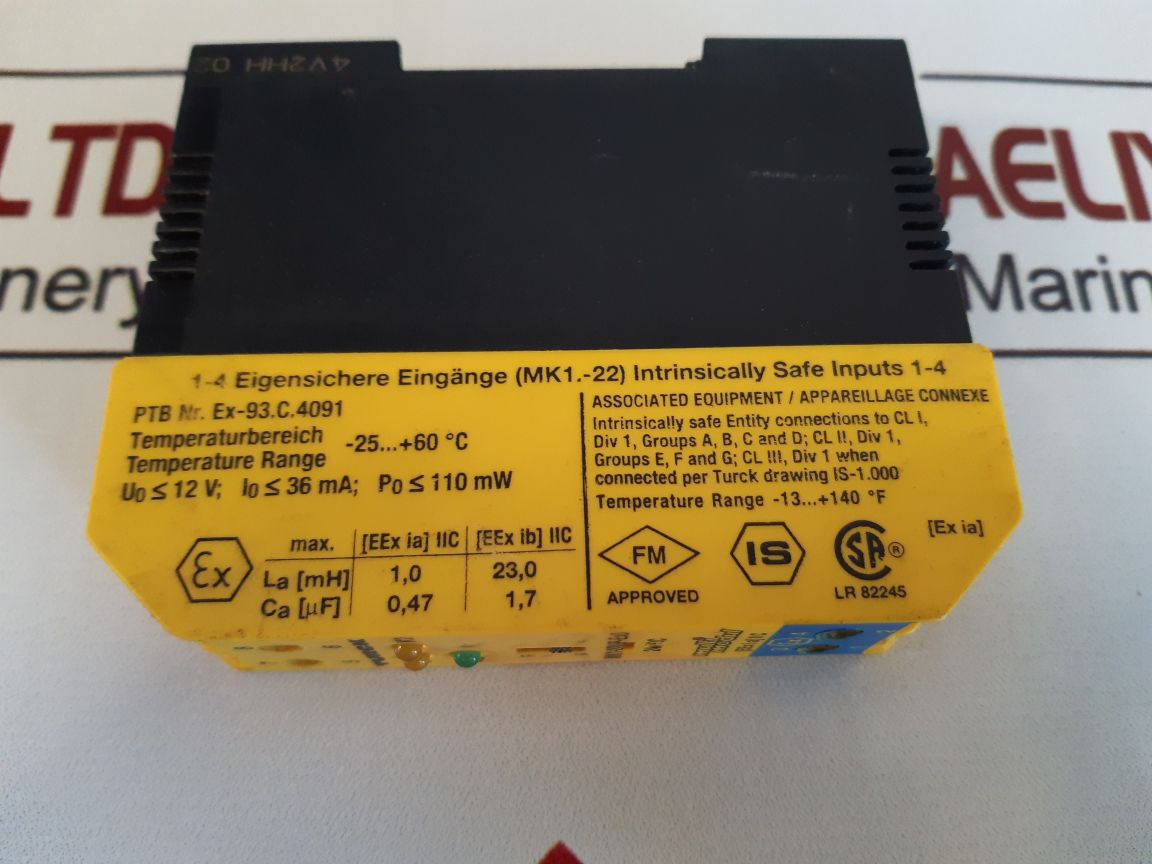 4V2HH 02
LTD
AELIY
nery
Marin
1-4 Eigensichere Eingänge (MK1.-22) Intrinsically Safe Inputs 1-4
PTB Nr. Ex-93.C.4091
Temperaturbereich
Temperature Range
-25...+60 °C
U0 ≤ 12 V; I0 ≤ 36 mA; P0 ≤ 110 mW
Ex
max. [EEx ia] IIC [EEx ib] IIC
La [mH] 1,0 23,0
Ca [µF] 0,47 1,7
ASSOCIATED EQUIPMENT / APPAREILLAGE CONNEXE
Intrinsically safe Entity connections to CL I,
Div 1, Groups A, B, C and D; CL II, Div 1,
Groups E, F and G; CL III, Div 1 when
connected per Turck drawing IS-1.000
Temperature Range -13...+140 °F
[Ex ia]
FM
APPROVED
IS
SA ®
LR 82245